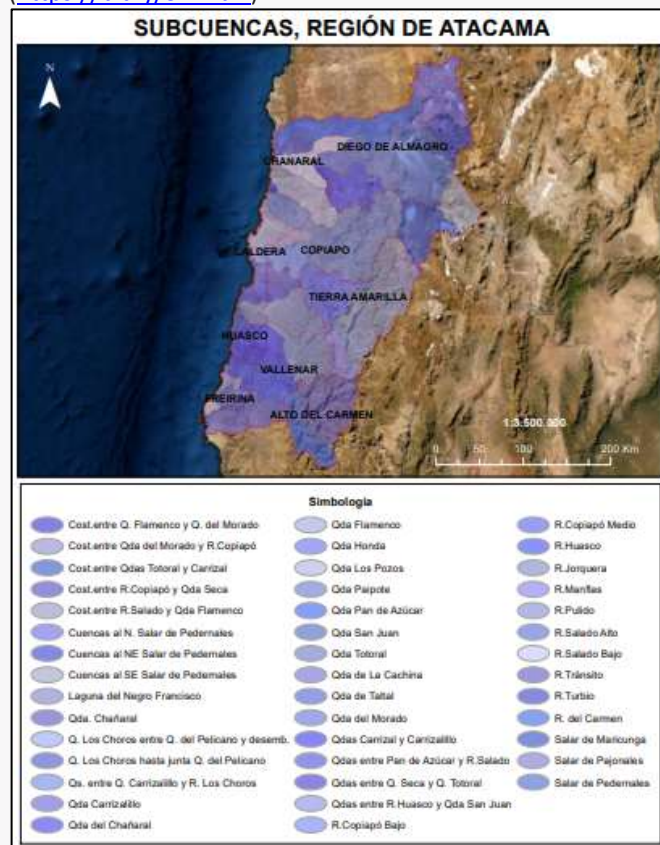 SUBCUENCAS, REGIÓN DE ATACAMA
N
DIEGO DE ALMAGRO
CHAÑARAL
CALDERA
COPIAPO
TIERRA AMARILLA
HUASCO
VALLENAR
FREIRINA
ALTO DEL CARMEN
1:3.500.000
0 50 100 200 Km
Simbología
Cost.entre Q. Flamenco y Q. del Morado
Cost.entre Qda del Morado y R.Copiapó
Cost.entre Qdas Totoral y Carrizal
Cost.entre R.Copiapó y Qda Seca
Cost.entre R.Salado y Qda Flamenco
Cuencas al N. Salar de Pedernales
Cuencas al NE Salar de Pedernales
Cuencas al SE Salar de Pedernales
Laguna del Negro Francisco
Qda. Chañaral
Q. Los Choros entre Q. del Pelicano y desemb.
Q. Los Choros hasta junta Q. del Pelicano
Qs. entre Q. Carrizalillo y R. Los Choros
Qda Carrizalillo
Qda del Chañaral
Qda Flamenco
Qda Honda
Qda Los Pozos
Qda Paipote
Qda Pan de Azúcar
Qda San Juan
Qda Totoral
Qda de La Cachina
Qda de Taltal
Qda del Morado
Qdas Carrizal y Carrizalillo
Qdas entre Pan de Azúcar y R.Salado
Qdas entre Q. Seca y Q. Totoral
Qdas entre R.Huasco y Qda San Juan
R.Copiapó Bajo
R.Copiapó Medio
R.Huasco
R.Jorquera
R.Manflas
R.Pulido
R.Salado Alto
R.Salado Bajo
R.Tránsito
R.Turbio
R. del Carmen
Salar de Maricunga
Salar de Pajonales
Salar de Pedernales